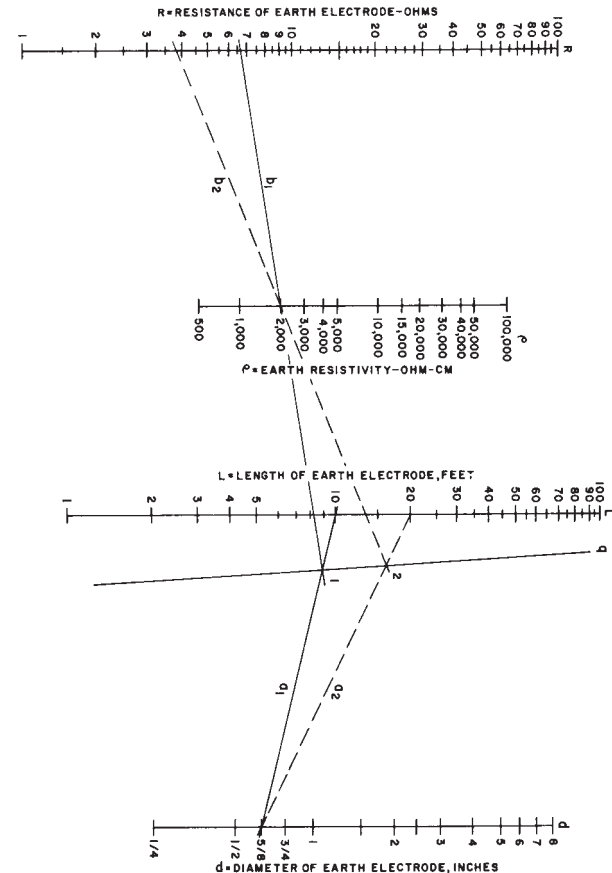 R=RESISTANCE OF EARTH ELECTRODE-OHMS
1 2 3 4 5 6 7 8 9 10 20 30 40 50 60 70 80 90 100
R
b2
b1
500 1,000 2,000 3,000 4,000 5,000 10,000 15,000 20,000 30,000 40,000 50,000 100,000
ρ
ρ=EARTH RESISTIVITY-OHM-CM
L=LENGTH OF EARTH ELECTRODE,FEET
1 2 3 4 5 10 20 30 40 50 60 70 80 90 100
L
q
1
2
a1
a2
d
1/4 1/2 5/8 3/4 1 2 3 4 5 6 7 8
d=DIAMETER OF EARTH ELECTRODE, INCHES